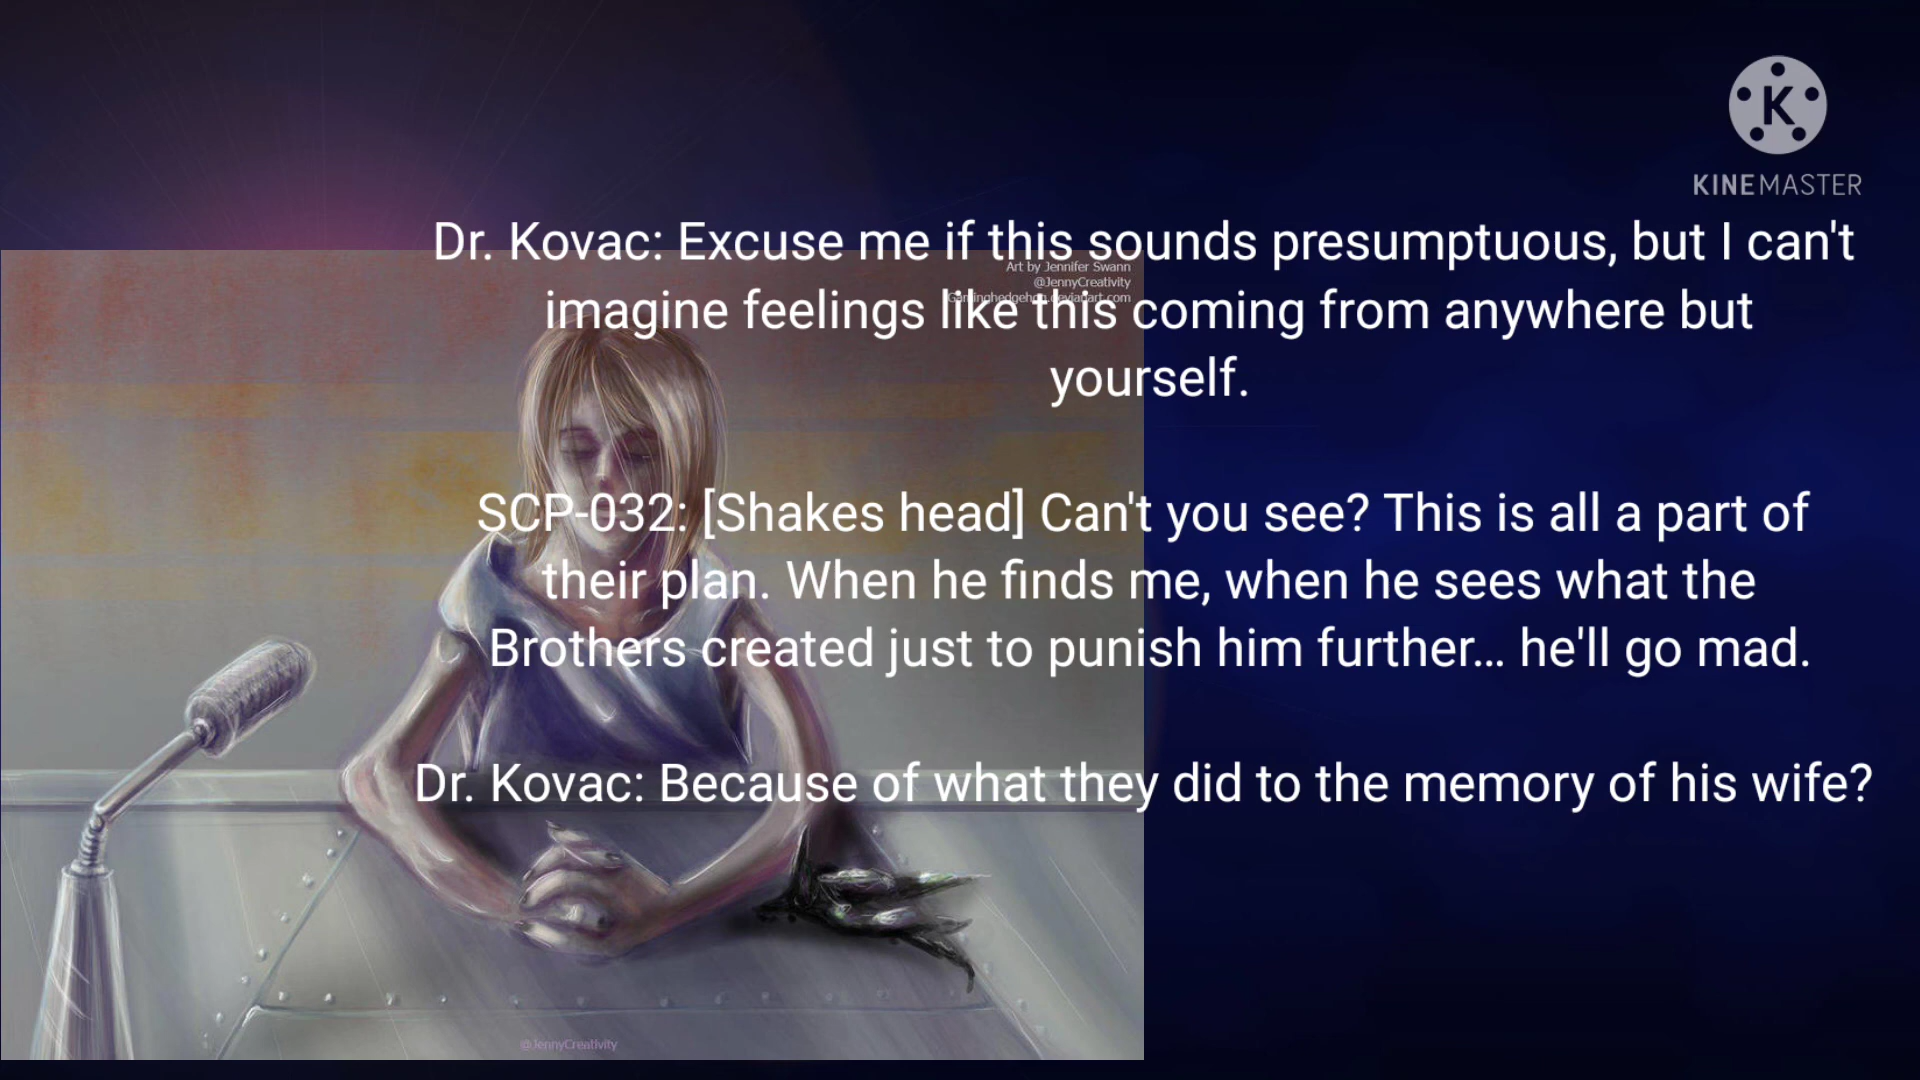 KINEMASTER
Dr. Kovac: Excuse me if this sounds presumptuous, but I can't
Art by Jennifer Swann
@JennyCreativity
Gaminghedgehog.deviantart.com
imagine feelings like this coming from anywhere but
yourself.
SCP-032: [Shakes head] Can't you see? This is all a part of
their plan. When he finds me, when he sees what the
Brothers created just to punish him further... he'll go mad.
Dr. Kovac: Because of what they did to the memory of his wife?
@JennyCreativity